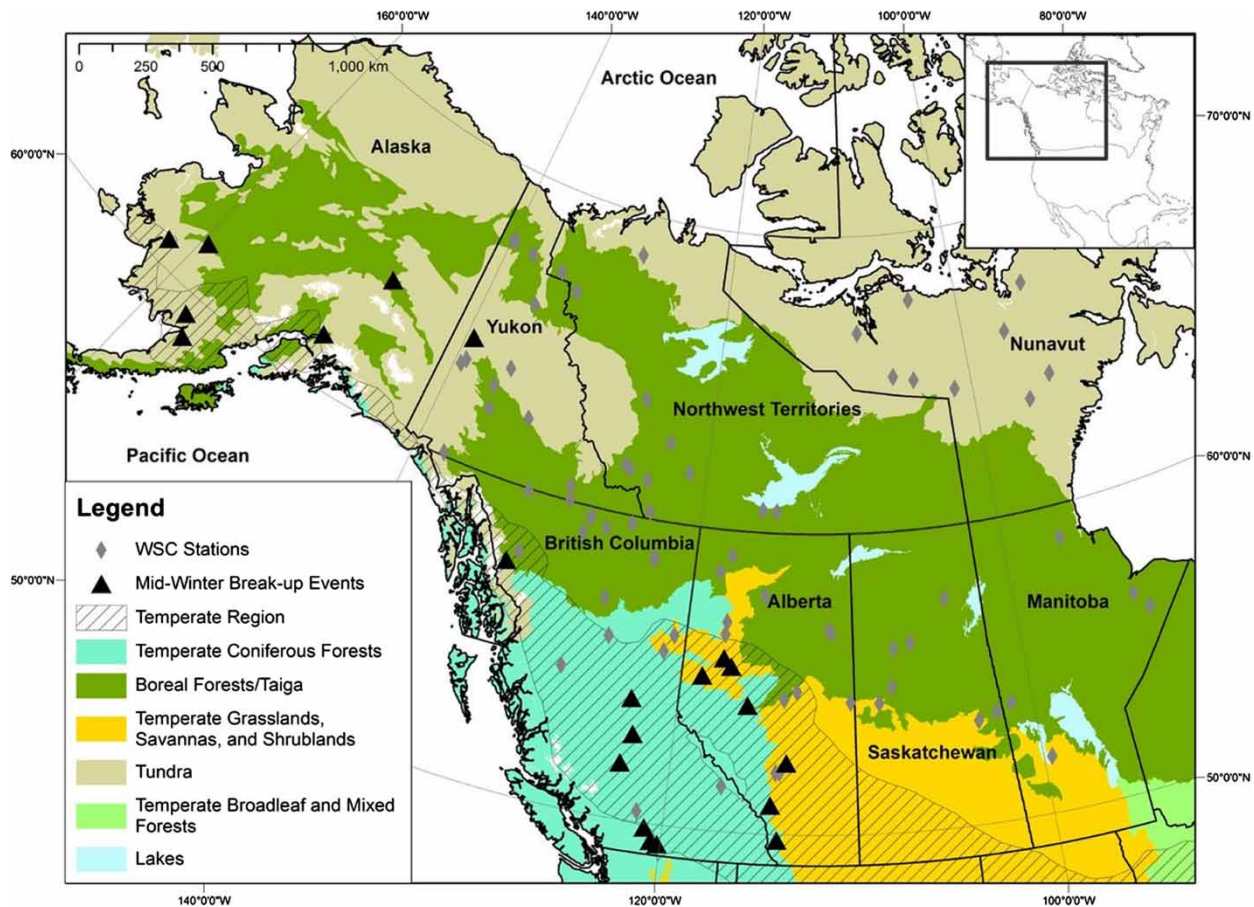 160°0'0"W
140°0'0"W
120°0'0"W
100°0'0"W
80°0'0"W
0 250 500 1,000 km
Arctic Ocean
70°0'0"N
60°0'0"N
Alaska
Yukon
Nunavut
Northwest Territories
Pacific Ocean
60°0'0"N
Legend
WSC Stations
Mid-Winter Break-up Events
Temperate Region
Temperate Coniferous Forests
Boreal Forests/Taiga
Temperate Grasslands,
Savannas, and Shrublands
Tundra
Temperate Broadleaf and Mixed
Forests
Lakes
50°0'0"N
British Columbia
Alberta
Manitoba
Saskatchewan
50°0'0"N
140°0'0"W
120°0'0"W
100°0'0"W